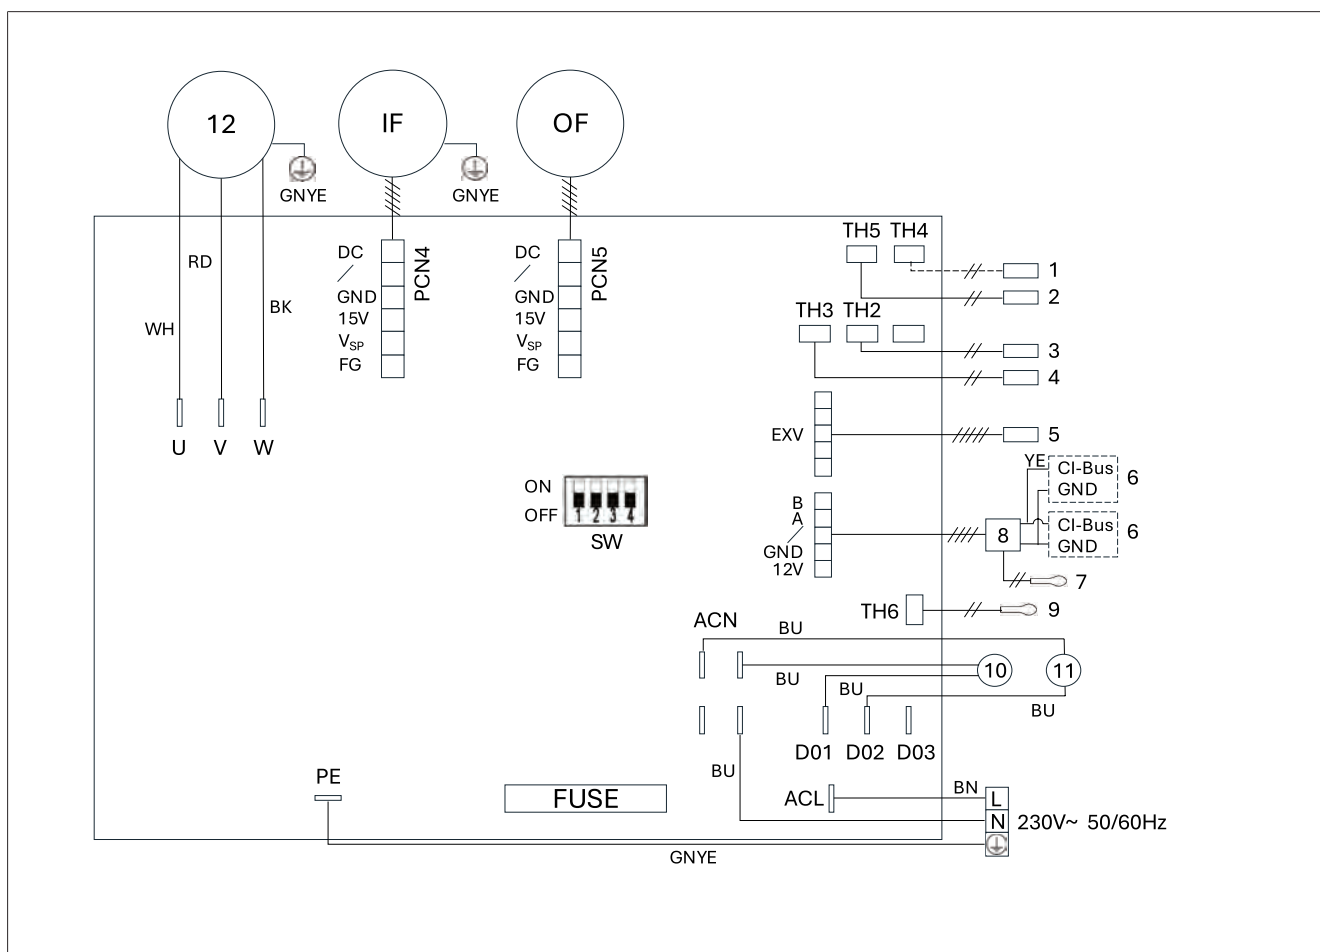 12
IF
OF
GNYE
GNYE
TH5 TH4
DC
GND
15V
VSP
FG
PCN4
DC
GND
15V
VSP
FG
PCN5
RD
WH
BK
1
2
TH3 TH2
3
4
U V W
EXV
5
ON
OFF
1 2 3 4
SW
YE
CI-Bus
GND
6
B
A
GND
12V
8
CI-Bus
GND
6
7
TH6
9
ACN
BU
BU
10
11
BU
BU
D01 D02 D03
BU
PE
FUSE
ACL
BN
L
N
230V~ 50/60Hz
GNYE